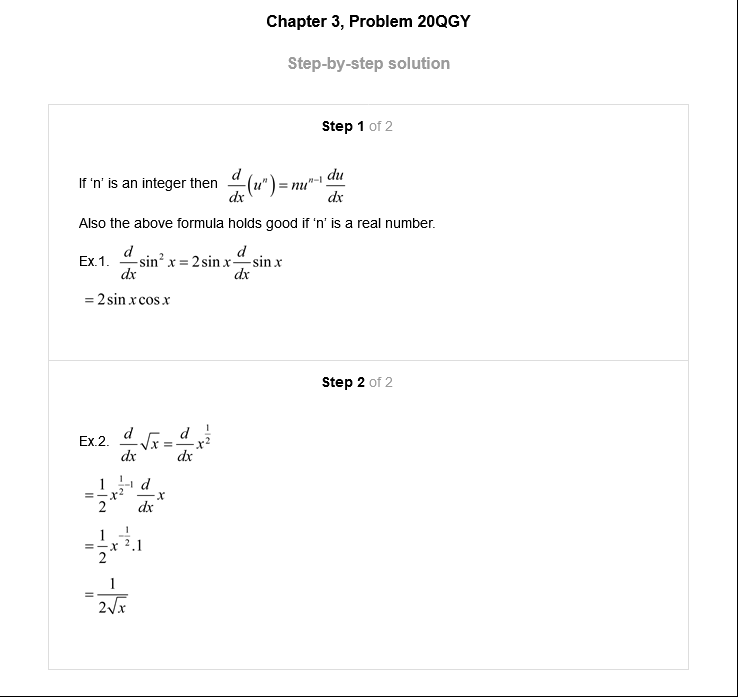 Chapter 3, Problem 20QGY
Step-by-step solution
Step 1 of 2
If 'n' is an integer then $\frac{d}{dx}(u^n) = nu^{n-1}\frac{du}{dx}$
Also the above formula holds good if 'n' is a real number.
Ex.1. $\frac{d}{dx}\sin^2 x = 2\sin x\frac{d}{dx}\sin x$
$= 2\sin x\cos x$
Step 2 of 2
Ex.2. $\frac{d}{dx}\sqrt{x} = \frac{d}{dx}x^{\frac{1}{2}}$
$= \frac{1}{2}x^{\frac{1}{2}-1}\frac{d}{dx}x$
$= \frac{1}{2}x^{-\frac{1}{2}}.1$
$= \frac{1}{2\sqrt{x}}$